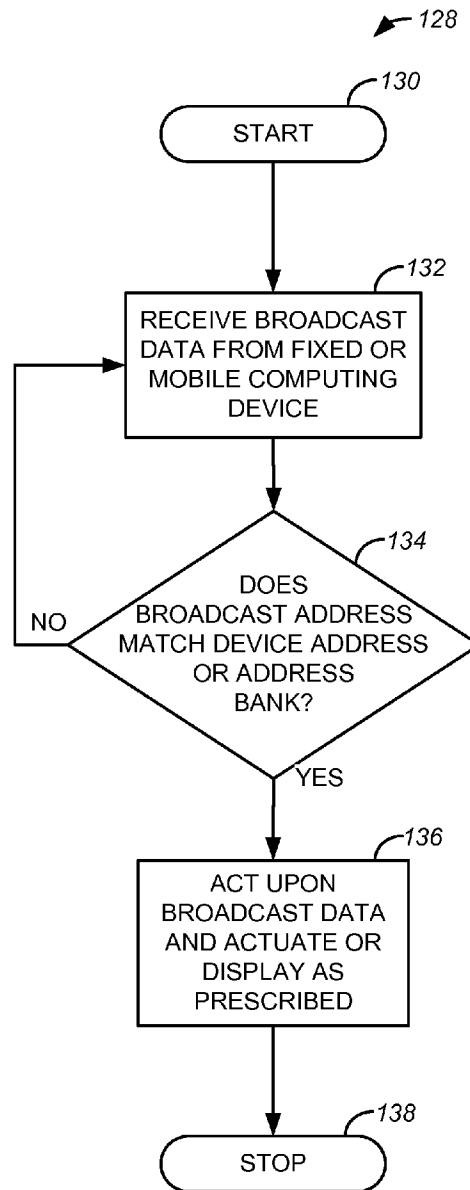 128
130
START
132
RECEIVE BROADCAST
DATA FROM FIXED OR
MOBILE COMPUTING
DEVICE
134
DOES
BROADCAST ADDRESS
MATCH DEVICE ADDRESS
OR ADDRESS
BANK?
NO
YES
136
ACT UPON
BROADCAST DATA
AND ACTUATE OR
DISPLAY AS
PRESCRIBED
138
STOP